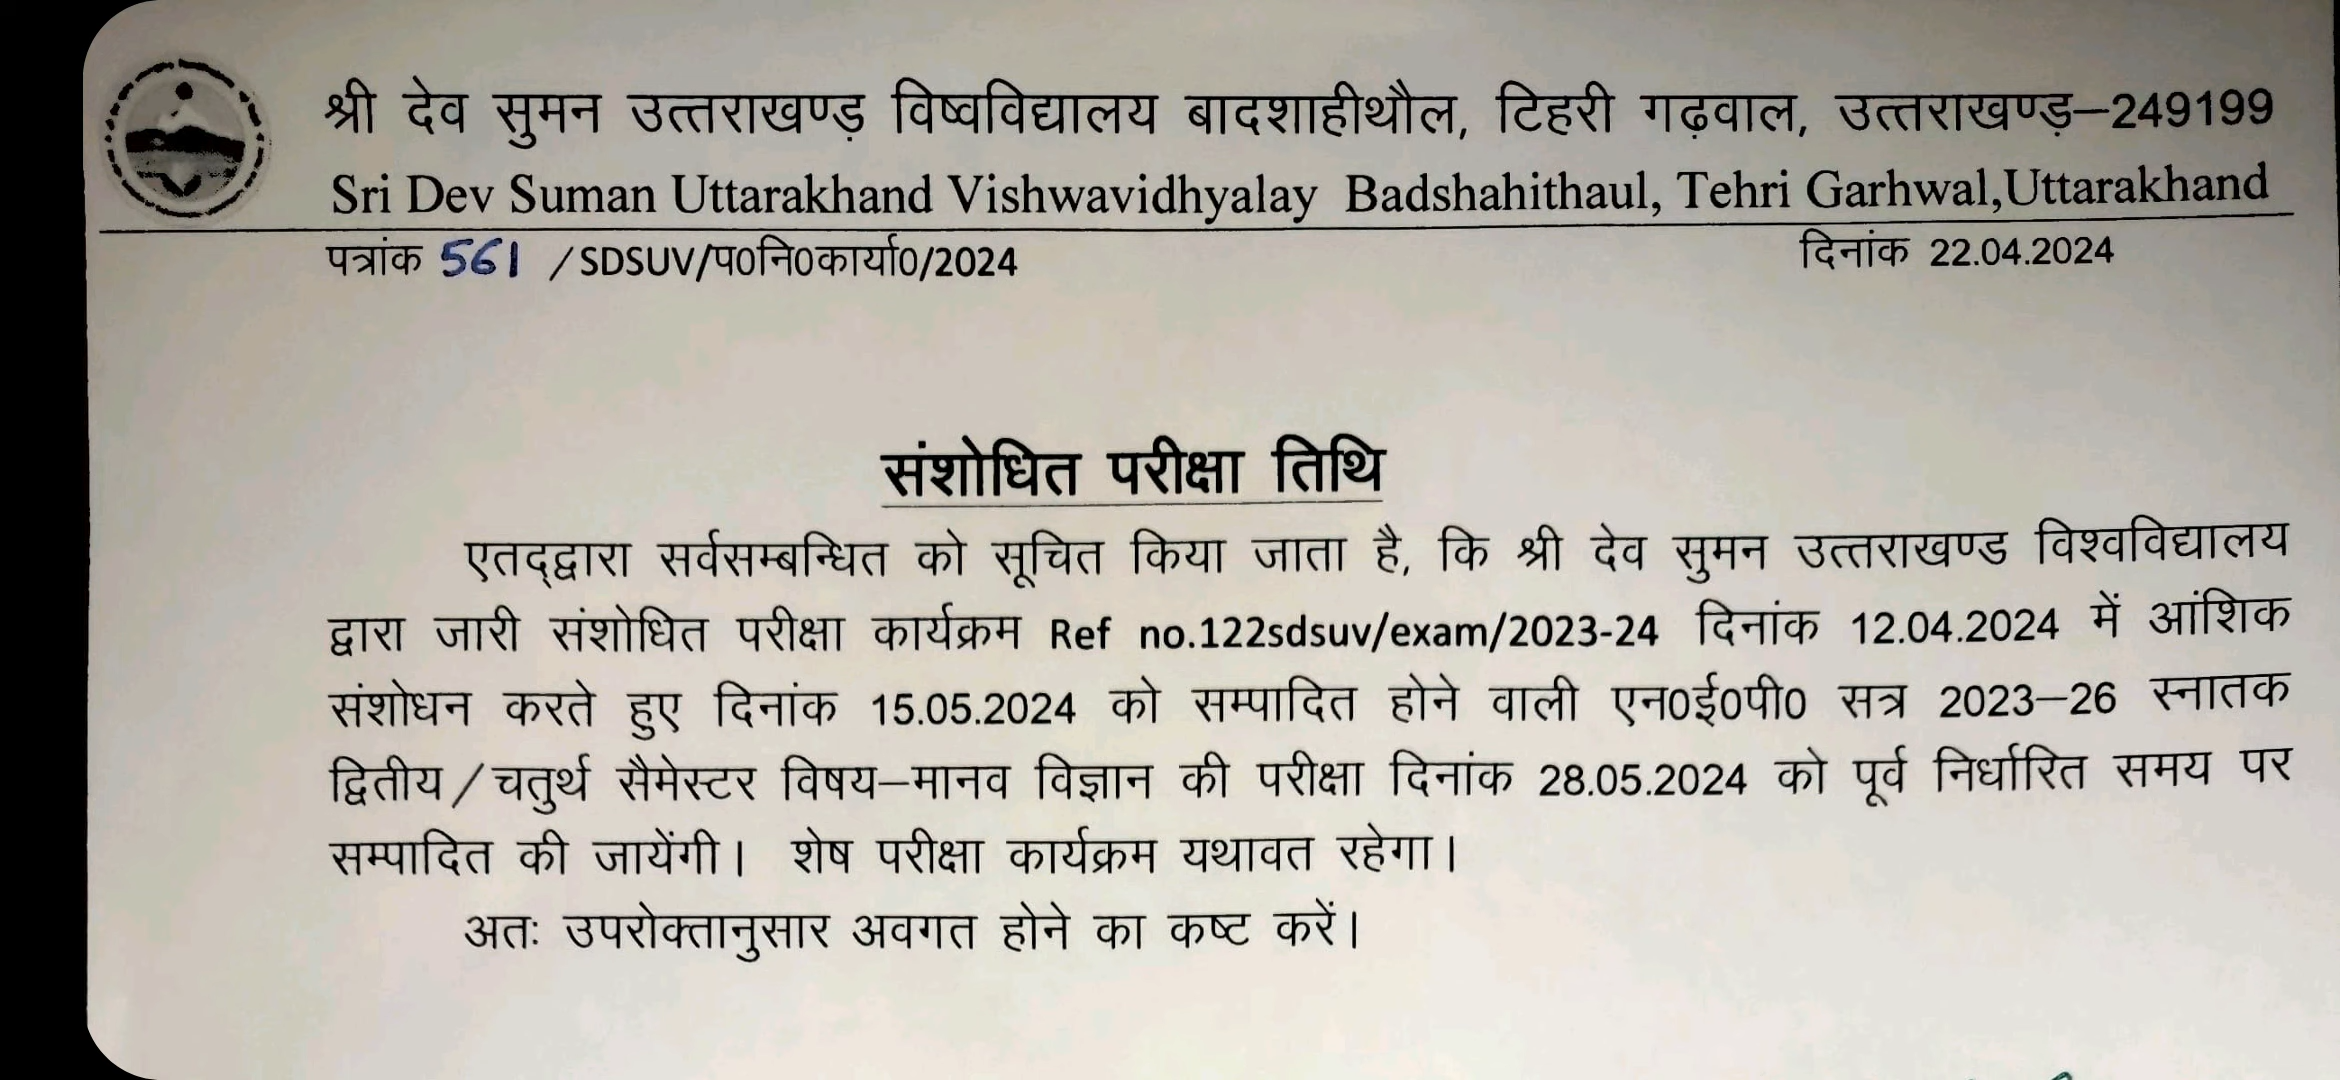 श्री देव सुमन उत्तराखण्ड़ विष्वविद्यालय बादशाहीथौल, टिहरी गढ़वाल, उत्तराखण्ड़–249199
Sri Dev Suman Uttarakhand Vishwavidhyalay Badshahithaul, Tehri Garhwal,Uttarakhand
पत्रांक 561 /SDSUV/प0नि0कार्या0/2024 दिनांक 22.04.2024
संशोधित परीक्षा तिथि
एतद्द्वारा सर्वसम्बन्धित को सूचित किया जाता है, कि श्री देव सुमन उत्तराखण्ड विश्वविद्यालय
द्वारा जारी संशोधित परीक्षा कार्यक्रम Ref no.122sdsuv/exam/2023-24 दिनांक 12.04.2024 में आंशिक
संशोधन करते हुए दिनांक 15.05.2024 को सम्पादित होने वाली एन0ई0पी0 सत्र 2023–26 स्नातक
द्वितीय/चतुर्थ सैमेस्टर विषय–मानव विज्ञान की परीक्षा दिनांक 28.05.2024 को पूर्व निर्धारित समय पर
सम्पादित की जायेंगी। शेष परीक्षा कार्यक्रम यथावत रहेगा।
अतः उपरोक्तानुसार अवगत होने का कष्ट करें।